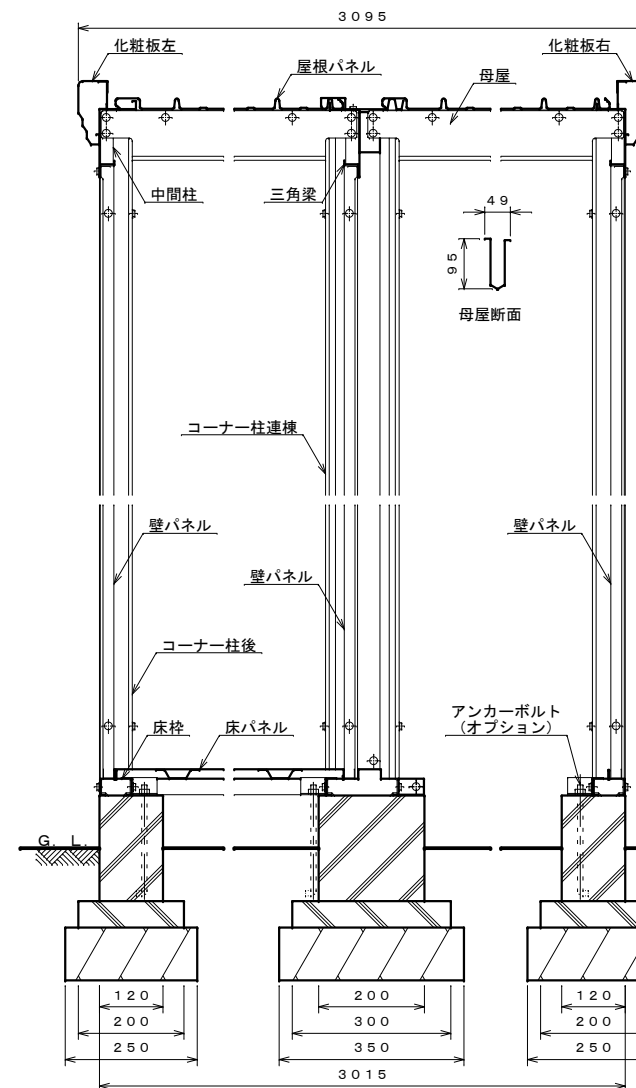 3095
化粧板左
化粧板右
屋根パネル
母屋
中間柱
三角梁
49
95
母屋断面
コーナー柱連棟
壁パネル
壁パネル
壁パネル
コーナー柱後
アンカーボルト
(オプション)
床枠
床パネル
G. L.
120
200
120
200
300
200
250
350
250
3015